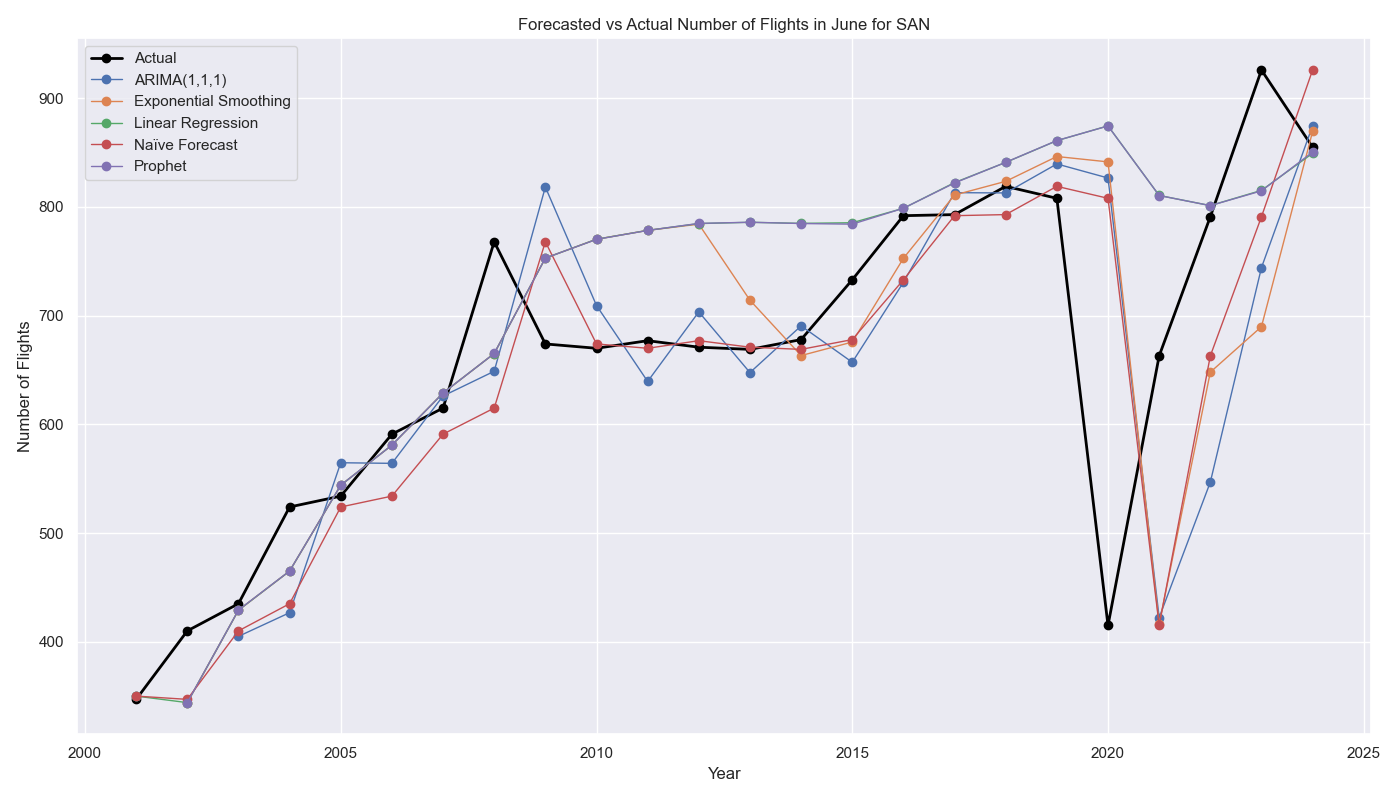 Forecasted vs Actual Number of Flights in June for SAN
Actual
ARIMA(1,1,1)
Exponential Smoothing
Linear Regression
Naïve Forecast
Prophet
900
800
700
600
500
400
Number of Flights
2000
2005
2010
2015
2020
2025
Year